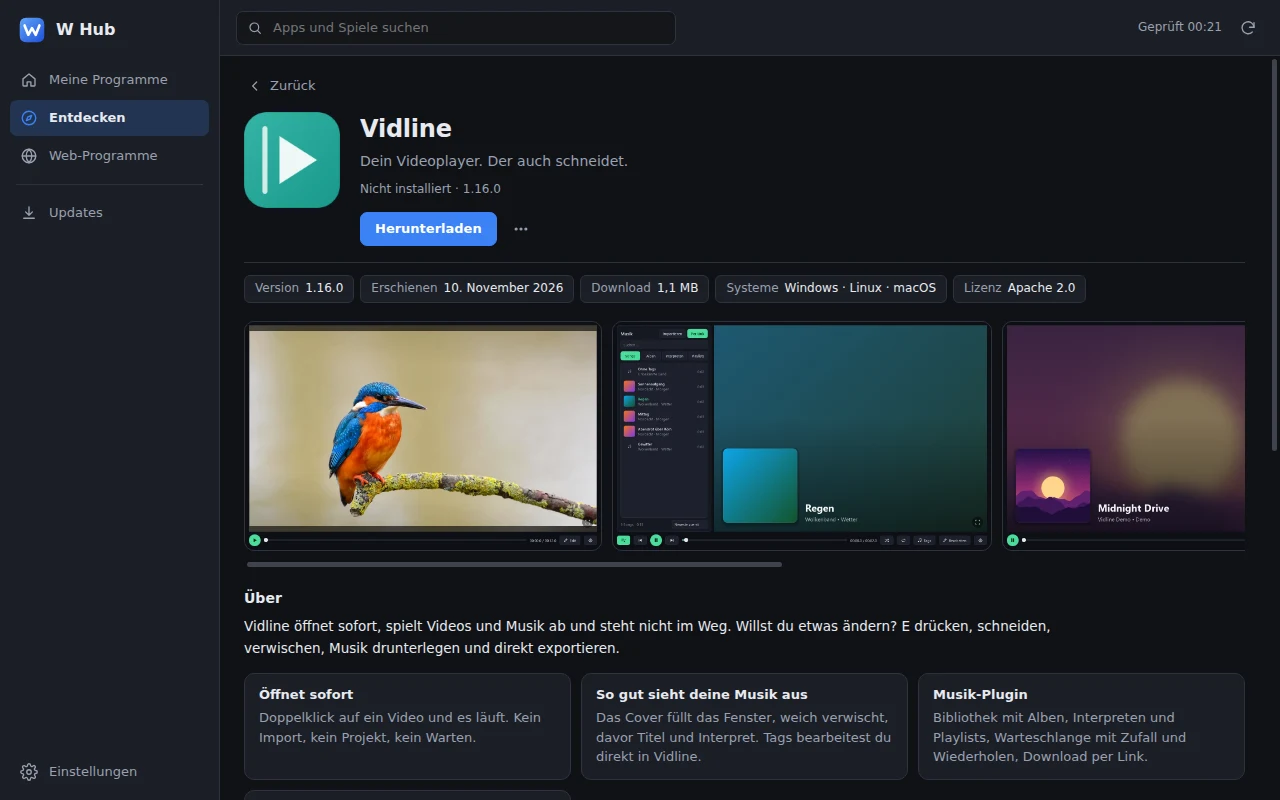 W Hub
Apps und Spiele suchen
Geprüft 00:21
Meine Programme
Entdecken
Web-Programme
Updates
Einstellungen
Zurück
Vidline
Dein Videoplayer. Der auch schneidet.
Nicht installiert · 1.16.0
Herunterladen
Version 1.16.0
Erschienen 10. November 2026
Download 1,1 MB
Systeme Windows · Linux · macOS
Lizenz Apache 2.0
Musik
Regen
Wolkenband • Wetter
Midnight Drive
Vidline Demo • Demo
Über
Vidline öffnet sofort, spielt Videos und Musik ab und steht nicht im Weg. Willst du etwas ändern? E drücken, schneiden,
verwischen, Musik drunterlegen und direkt exportieren.
Öffnet sofort
Doppelklick auf ein Video und es läuft. Kein
Import, kein Projekt, kein Warten.
So gut sieht deine Musik aus
Das Cover füllt das Fenster, weich verwischt,
davor Titel und Interpret. Tags bearbeitest du
direkt in Vidline.
Musik-Plugin
Bibliothek mit Alben, Interpreten und
Playlists, Warteschlange mit Zufall und
Wiederholen, Download per Link.